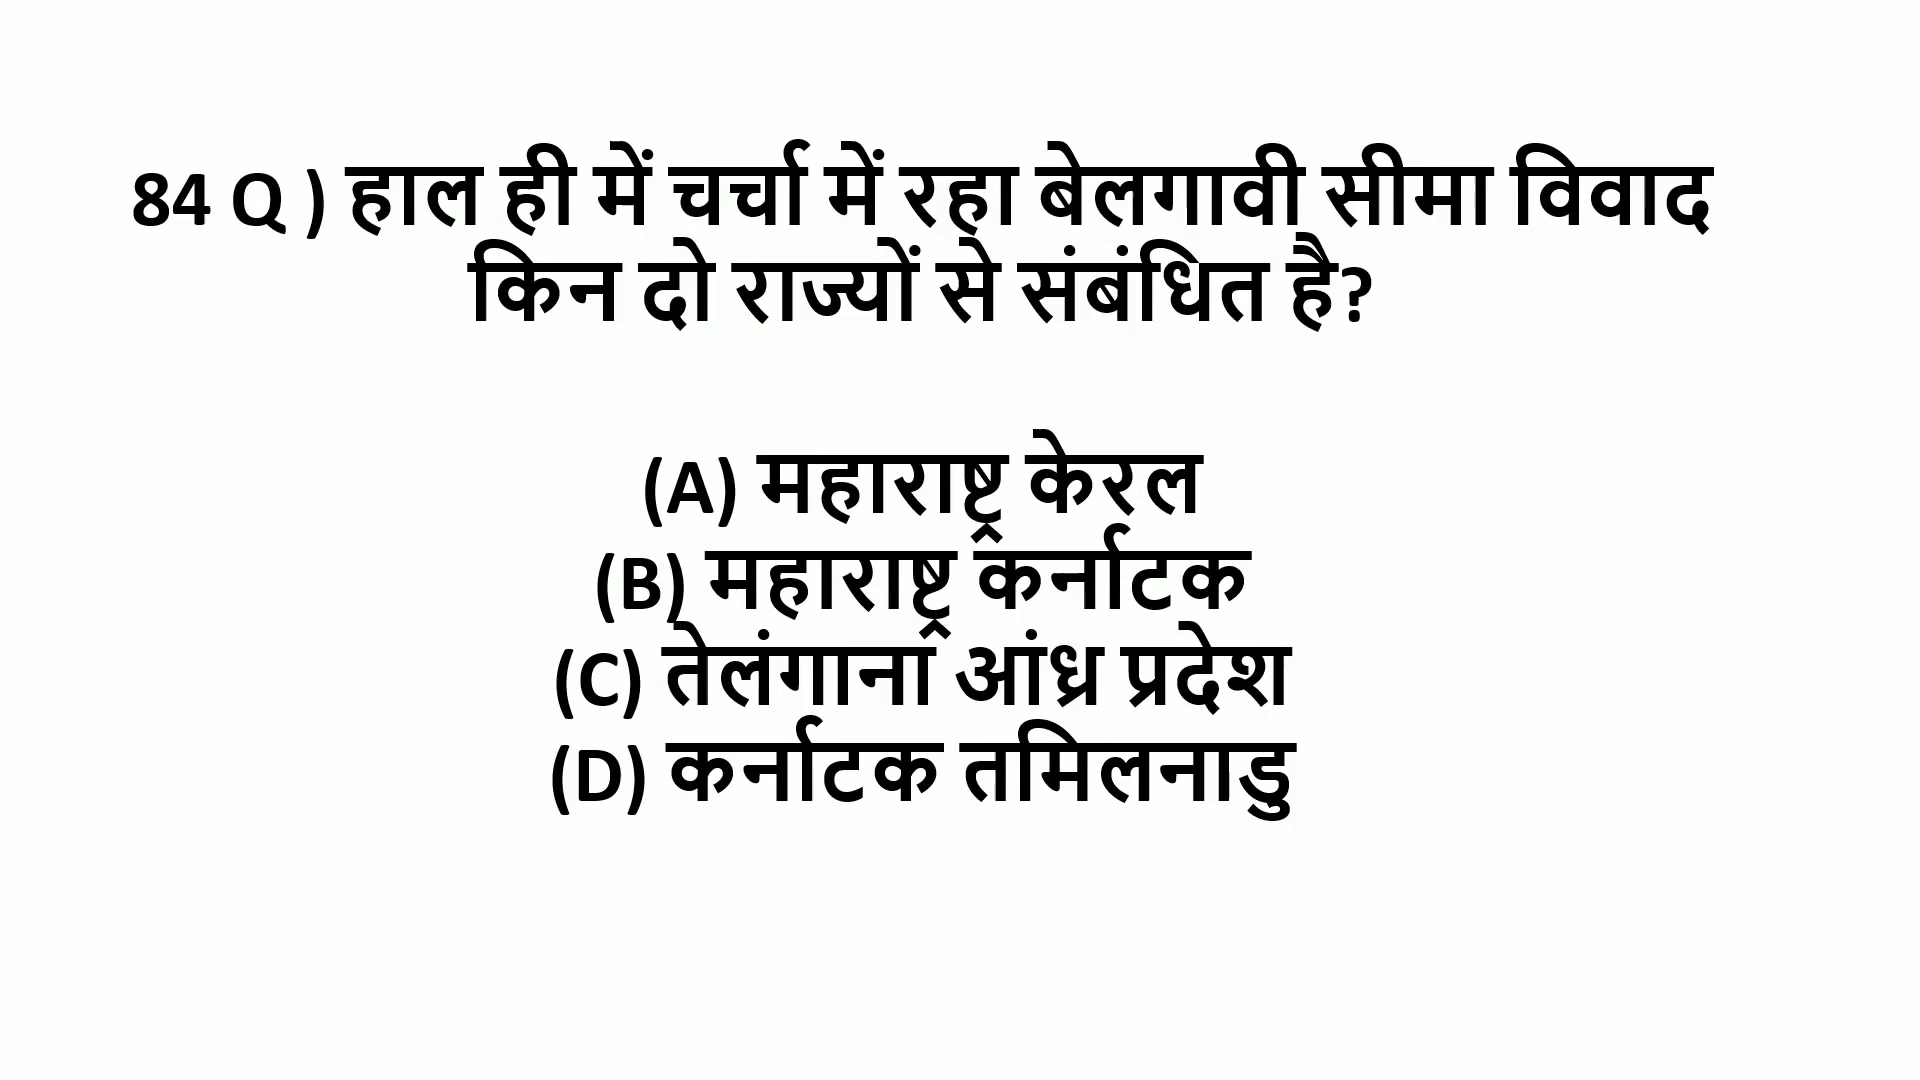 84 Q ) हाल ही में चर्चा में रहा बेलगावी सीमा विवाद
किन दो राज्यों से संबंधित है?
(A) महाराष्ट्र केरल
(B) महाराष्ट्र कर्नाटक
(C) तेलंगाना आंध्र प्रदेश
(D) कर्नाटक तमिलनाडु